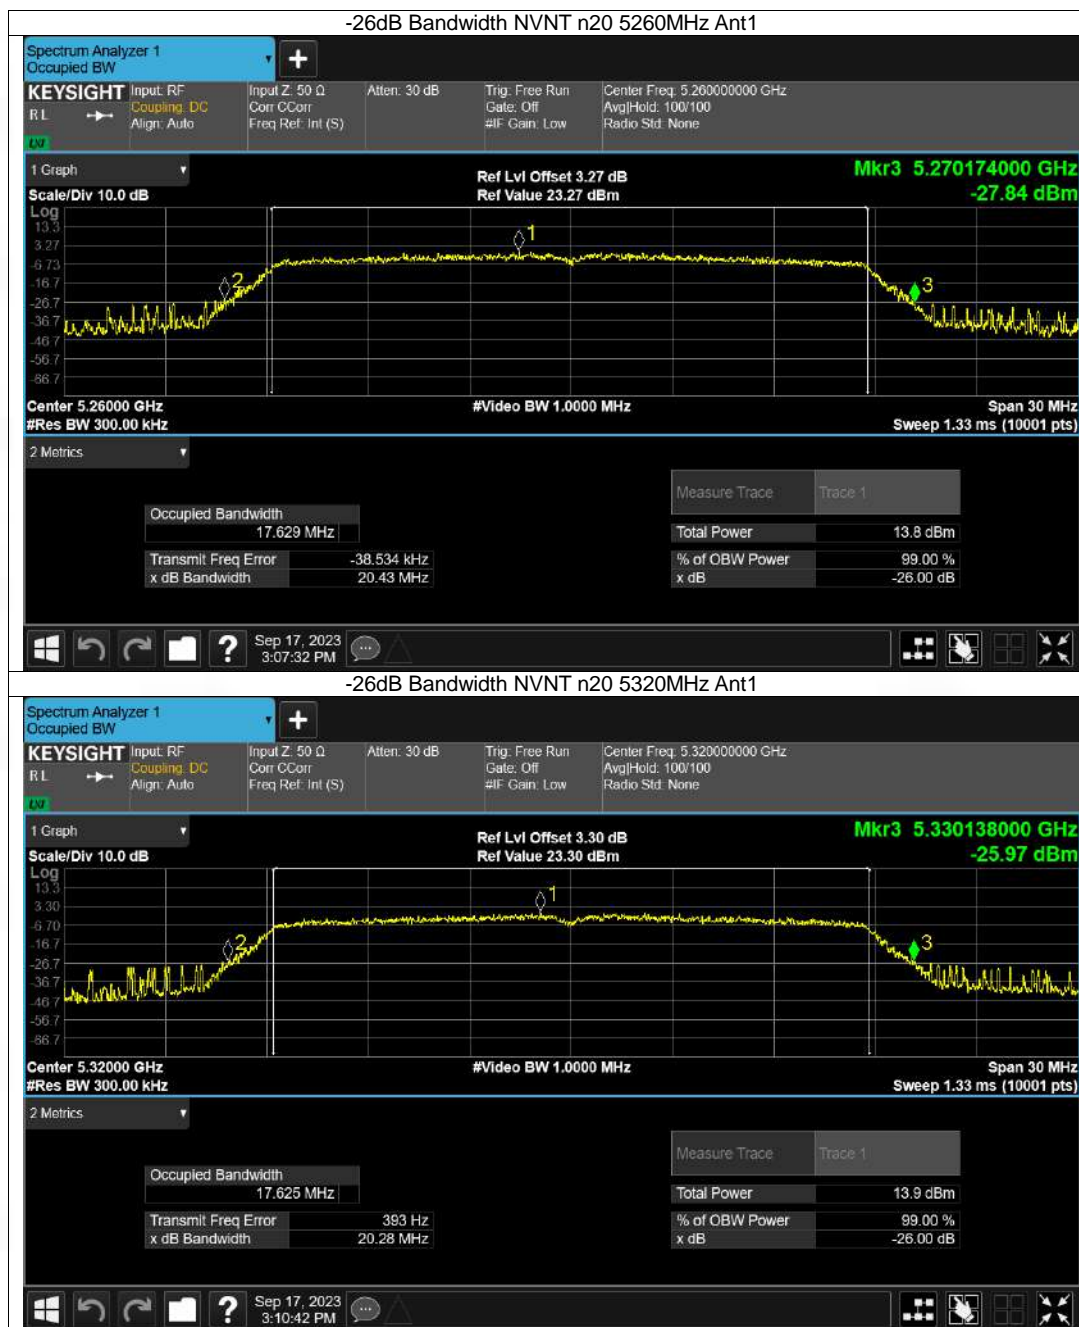 -26dB Bandwidth NVNT n20 5260MHz Ant1
Spectrum Analyzer 1
Occupied BW
+
KEYSIGHT Input: RF Input Z: 50 Ω Atten: 30 dB Trig: Free Run Center Freq: 5.260000000 GHz
RL Coupling: DC Corr CCorr Gate: Off Avg|Hold: 100/100
Align: Auto Freq Ref: Int (S) #IF Gain: Low Radio Std: None
LXI
1 Graph Ref Lvl Offset 3.27 dB Mkr3 5.270174000 GHz
Scale/Div 10.0 dB Ref Value 23.27 dBm -27.84 dBm
Log
13.3
3.27
-6.73
-16.7
-26.7
-36.7
-46.7
-56.7
-66.7
1
2
3
Center 5.26000 GHz #Video BW 1.0000 MHz Span 30 MHz
#Res BW 300.00 kHz Sweep 1.33 ms (10001 pts)
2 Metrics
Measure Trace Trace 1
Occupied Bandwidth
17.629 MHz Total Power 13.8 dBm
Transmit Freq Error -38.534 kHz % of OBW Power 99.00 %
x dB Bandwidth 20.43 MHz x dB -26.00 dB
? Sep 17, 2023
3:07:32 PM
-26dB Bandwidth NVNT n20 5320MHz Ant1
Spectrum Analyzer 1
Occupied BW
+
KEYSIGHT Input: RF Input Z: 50 Ω Atten: 30 dB Trig: Free Run Center Freq: 5.320000000 GHz
RL Coupling: DC Corr CCorr Gate: Off Avg|Hold: 100/100
Align: Auto Freq Ref: Int (S) #IF Gain: Low Radio Std: None
LXI
1 Graph Ref Lvl Offset 3.30 dB Mkr3 5.330138000 GHz
Scale/Div 10.0 dB Ref Value 23.30 dBm -25.97 dBm
Log
13.3
3.30
-6.70
-16.7
-26.7
-36.7
-46.7
-56.7
-66.7
1
2
3
Center 5.32000 GHz #Video BW 1.0000 MHz Span 30 MHz
#Res BW 300.00 kHz Sweep 1.33 ms (10001 pts)
2 Metrics
Measure Trace Trace 1
Occupied Bandwidth
17.625 MHz Total Power 13.9 dBm
Transmit Freq Error 393 Hz % of OBW Power 99.00 %
x dB Bandwidth 20.28 MHz x dB -26.00 dB
? Sep 17, 2023
3:10:42 PM